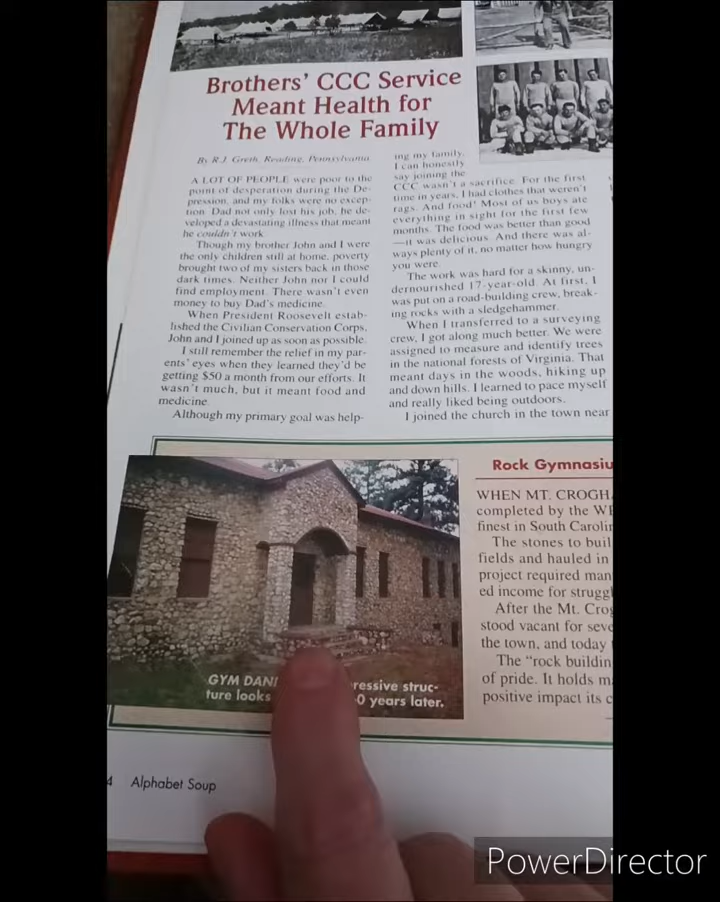 Brothers' CCC Service
Meant Health for
The Whole Family
By R.J. Greth, Reading, Pennsylvania
A LOT OF PEOPLE were poor to the
point of desperation during the De-
pression, and my folks were no excep-
tion. Dad not only lost his job, he de-
veloped a devastating illness that meant
he couldn't work.
Though my brother John and I were
the only children still at home, poverty
brought two of my sisters back in those
dark times. Neither John nor I could
find employment. There wasn't even
money to buy Dad's medicine.
When President Roosevelt estab-
lished the Civilian Conservation Corps,
John and I joined up as soon as possible.
I still remember the relief in my par-
ents' eyes when they learned they'd be
getting $50 a month from our efforts. It
wasn't much, but it meant food and
medicine.
Although my primary goal was help-
ing my family,
I can honestly
say joining the
CCC wasn't a sacrifice. For the first
time in years, I had clothes that weren't
rags. And food! Most of us boys ate
everything in sight for the first few
months. The food was better than good
—it was delicious. And there was al-
ways plenty of it, no matter how hungry
you were.
The work was hard for a skinny, un-
dernourished 17-year-old. At first, I
was put on a road-building crew, break-
ing rocks with a sledgehammer.
When I transferred to a surveying
crew, I got along much better. We were
assigned to measure and identify trees
in the national forests of Virginia. That
meant days in the woods, hiking up
and down hills. I learned to pace myself
and really liked being outdoors.
I joined the church in the town near
GYM DAN ressive struc-
ture looks 0 years later.
Rock Gymnasiu
WHEN MT. CROGH
completed by the WP
finest in South Carolin
The stones to buil
fields and hauled in
project required man
ed income for struggl
After the Mt. Crog
stood vacant for seve
the town, and today
The "rock buildin
of pride. It holds m
positive impact its c
4 Alphabet Soup
PowerDirector